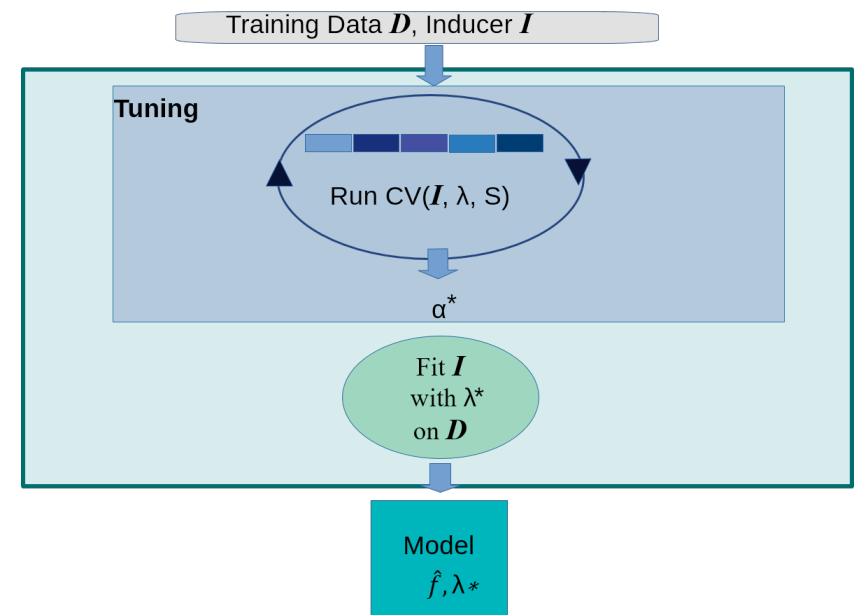 Training Data D, Inducer I
Tuning
Run CV(I, λ, S)
α*
Fit I
with λ*
on D
Model
f̂, λ*